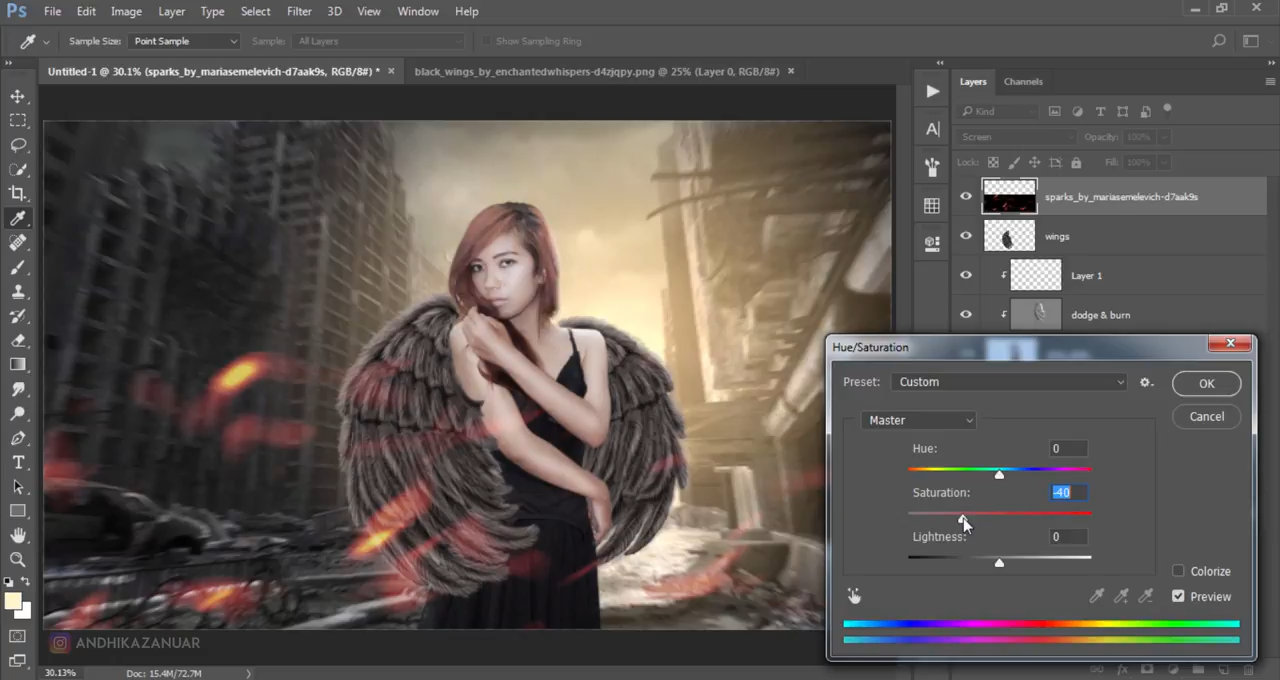 Ps File Edit Image Layer Type Select Filter 3D View Window Help
Sample Size: Point Sample Sample: All Layers Show Sampling Ring
Untitled-1 @ 30.1% (sparks_by_mariasemelevich-d7aak9s, RGB/8#) * × black_wings_by_enchantedwhispers-d4zjqpy.png @ 25% (Layer 0, RGB/8#) ×
Layers Channels
Kind
Screen Opacity: 100%
Lock: Fill: 100%
sparks_by_mariasemelevich-d7aak9s
wings
Layer 1
dodge & burn
Hue/Saturation
Preset: Custom OK
Cancel
Master
Hue: 0
Saturation: -40
Lightness: 0
Colorize
Preview
ANDHIKAZANUAR
30.13% Doc: 15.4M/72.7M